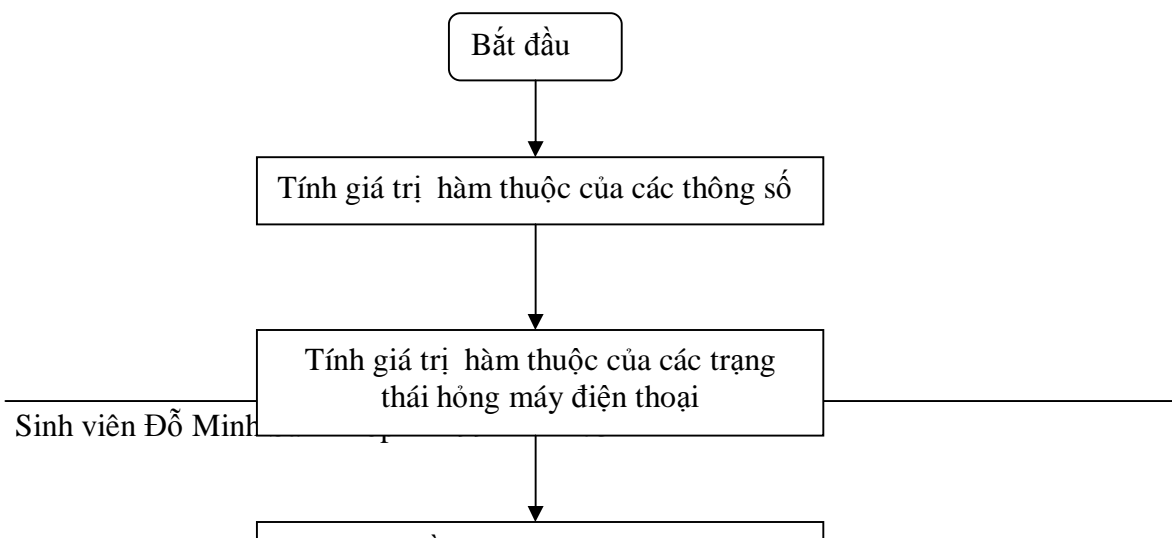 Bắt đầu
Tính giá trị hàm thuộc của các thông số
Tính giá trị hàm thuộc của các trạng
thái hỏng máy điện thoại
Sinh viên Đỗ Minh